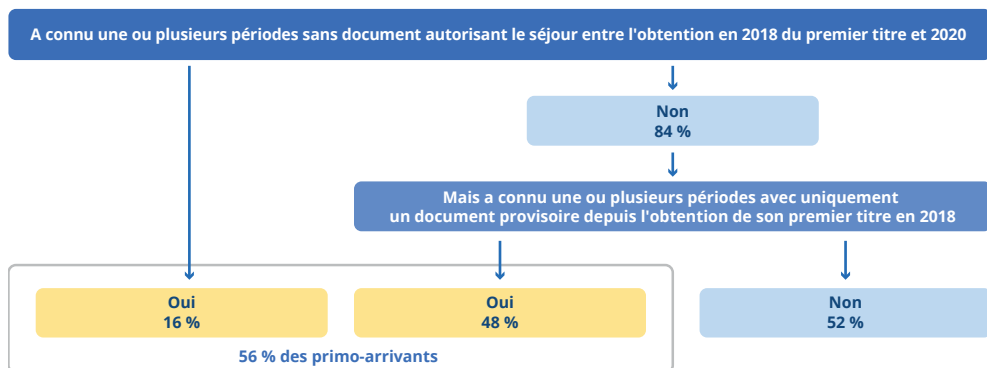 A connu une ou plusieurs périodes sans document autorisant le séjour entre l'obtention en 2018 du premier titre et 2020
Non
84 %
Mais a connu une ou plusieurs périodes avec uniquement
un document provisoire depuis l'obtention de son premier titre en 2018
Oui
16 %
Oui
48 %
Non
52 %
56 % des primo-arrivants